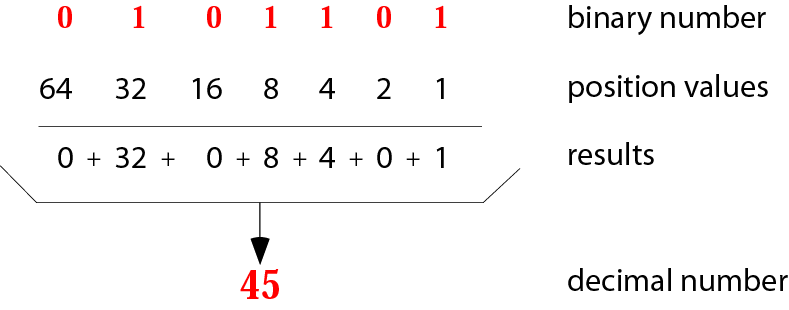 0 1 0 1 1 0 1 binary number
64 32 16 8 4 2 1 position values
0 + 32 + 0 + 8 + 4 + 0 + 1 results
45 decimal number